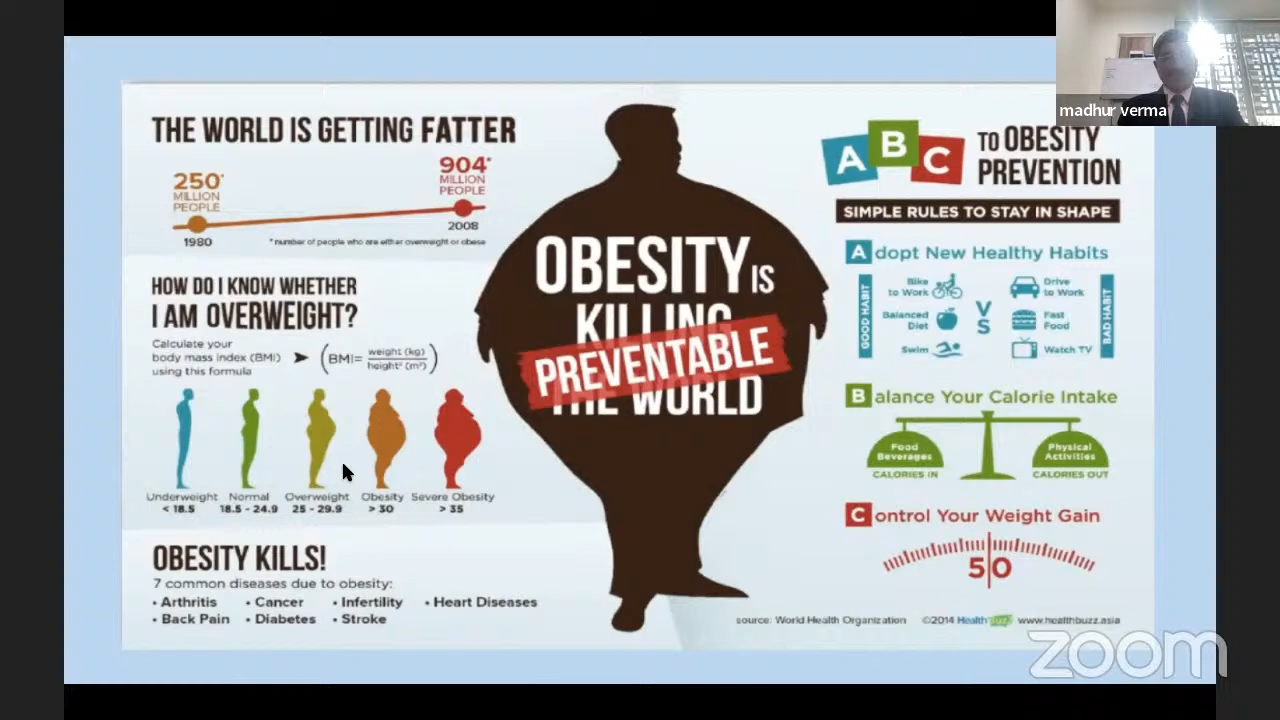 madhur verma
THE WORLD IS GETTING FATTER
250*
MILLION
PEOPLE
1980
904*
MILLION
PEOPLE
2008
* number of people who are either overweight or obese
HOW DO I KNOW WHETHER
I AM OVERWEIGHT?
Calculate your
body mass index (BMI)
using this formula
BMI= weight (kg)
height² (m²)
Underweight Normal Overweight Obesity Severe Obesity
< 18.5 18.5 - 24.9 25 - 29.9 > 30 > 35
OBESITY KILLS!
7 common diseases due to obesity:
• Arthritis • Cancer • Infertility • Heart Diseases
• Back Pain • Diabetes • Stroke
OBESITY IS
KILLING
PREVENTABLE
THE WORLD
A B C TO OBESITY
PREVENTION
SIMPLE RULES TO STAY IN SHAPE
Adopt New Healthy Habits
GOOD HABIT
Bike
to Work
Balanced
Diet
Swim
VS
Drive
to Work
Fast
Food
Watch TV
BAD HABIT
Balance Your Calorie Intake
Food
Beverages
CALORIES IN
Physical
Activities
CALORIES OUT
Control Your Weight Gain
50
source: World Health Organization ©2014 HealthBuzz www.healthbuzz.asia
zoom